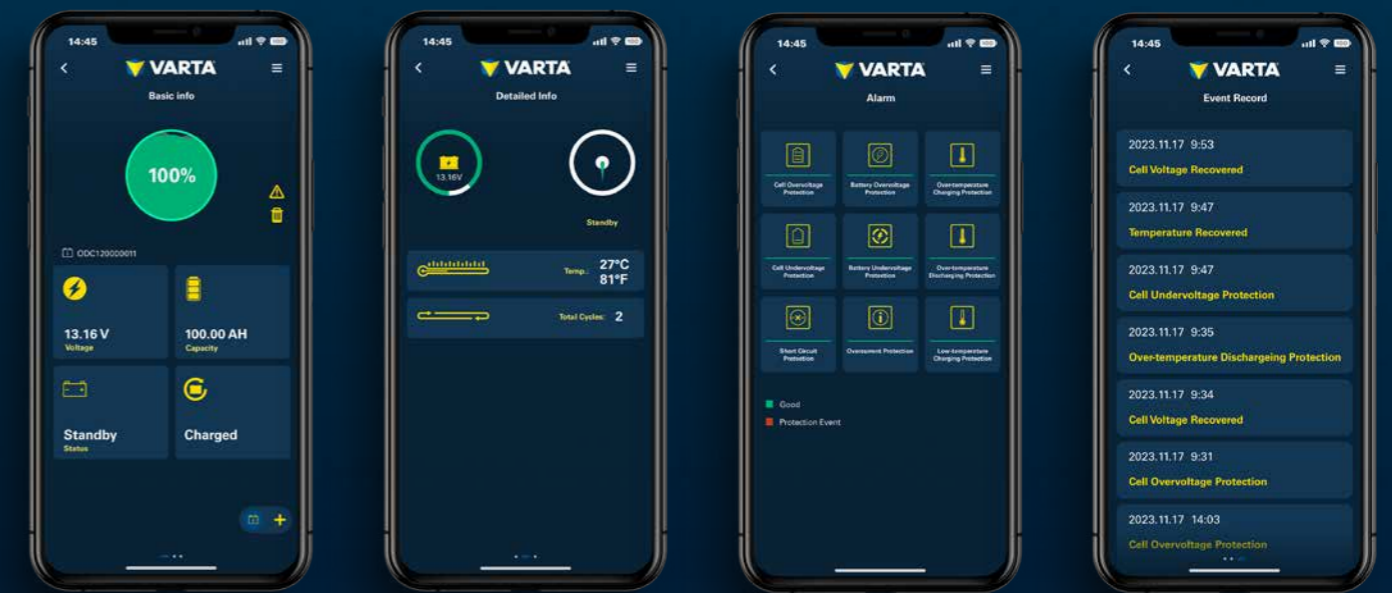 14:45
VARTA
Basic info
100%
ODC120000011
13.16 V
Voltage
100.00 AH
Capacity
Standby
Status
Charged
14:45
VARTA
Detailed Info
13.16V
Standby
Temp.: 27°C
81°F
Total Cycles: 2
14:45
VARTA
Alarm
Cell Overvoltage
Protection
Battery Overvoltage
Protection
Over-temperature
Charging Protection
Cell Undervoltage
Protection
Battery Undervoltage
Protection
Over-temperature
Discharging Protection
Short Circuit
Protection
Overcurrent Protection
Low-temperature
Charging Protection
Good
Protection Event
14:45
VARTA
Event Record
2023.11.17 9:53
Cell Voltage Recovered
2023.11.17 9:47
Temperature Recovered
2023.11.17 9:47
Cell Undervoltage Protection
2023.11.17 9:35
Over-temperature Dischargeing Protection
2023.11.17 9:34
Cell Voltage Recovered
2023.11.17 9:31
Cell Overvoltage Protection
2023.11.17 14:03
Cell Overvoltage Protection